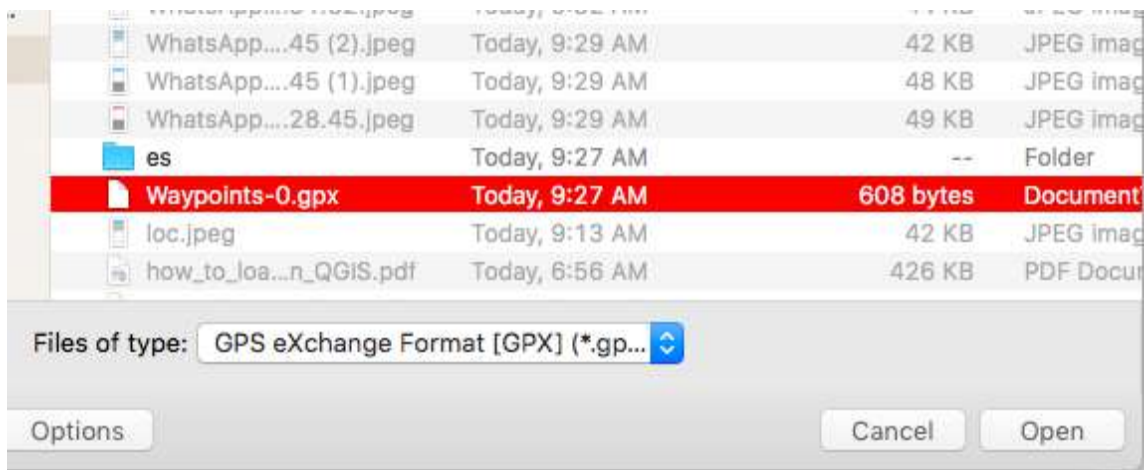 WhatsApp....45 (2).jpeg Today, 9:29 AM 42 KB JPEG imag
WhatsApp....45 (1).jpeg Today, 9:29 AM 48 KB JPEG imag
WhatsApp....28.45.jpeg Today, 9:29 AM 49 KB JPEG imag
es Today, 9:27 AM -- Folder
Waypoints-0.gpx Today, 9:27 AM 608 bytes Document
loc.jpeg Today, 9:13 AM 42 KB JPEG imag
how_to_loa...n_QGIS.pdf Today, 6:56 AM 426 KB PDF Docur
Files of type: GPS eXchange Format [GPX] (*.gp...
Options Cancel Open